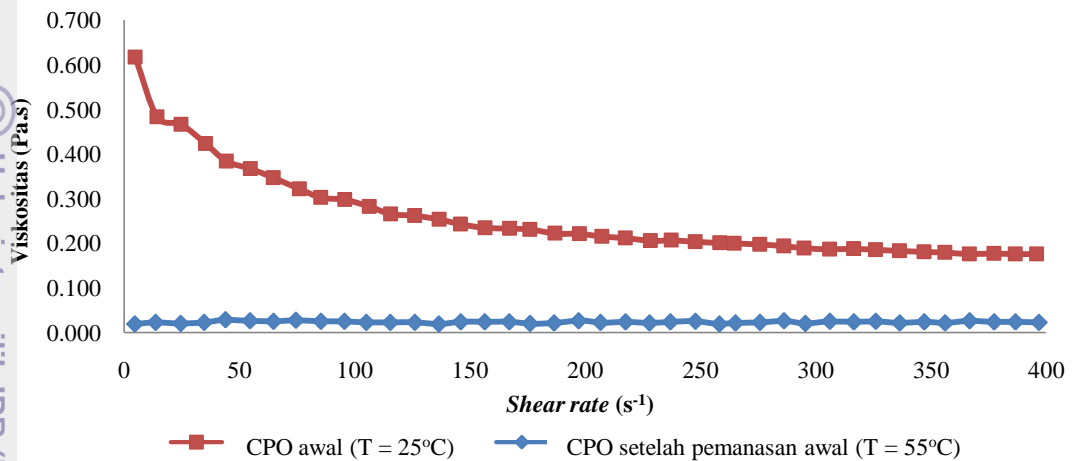 0.700
0.600
0.500
0.400
0.300
0.200
0.100
0.000
Viskositas (Pa.s)
0 50 100 150 200 250 300 350 400
Shear rate (s-1)
CPO awal (T = 25oC) CPO setelah pemanasan awal (T = 55oC)